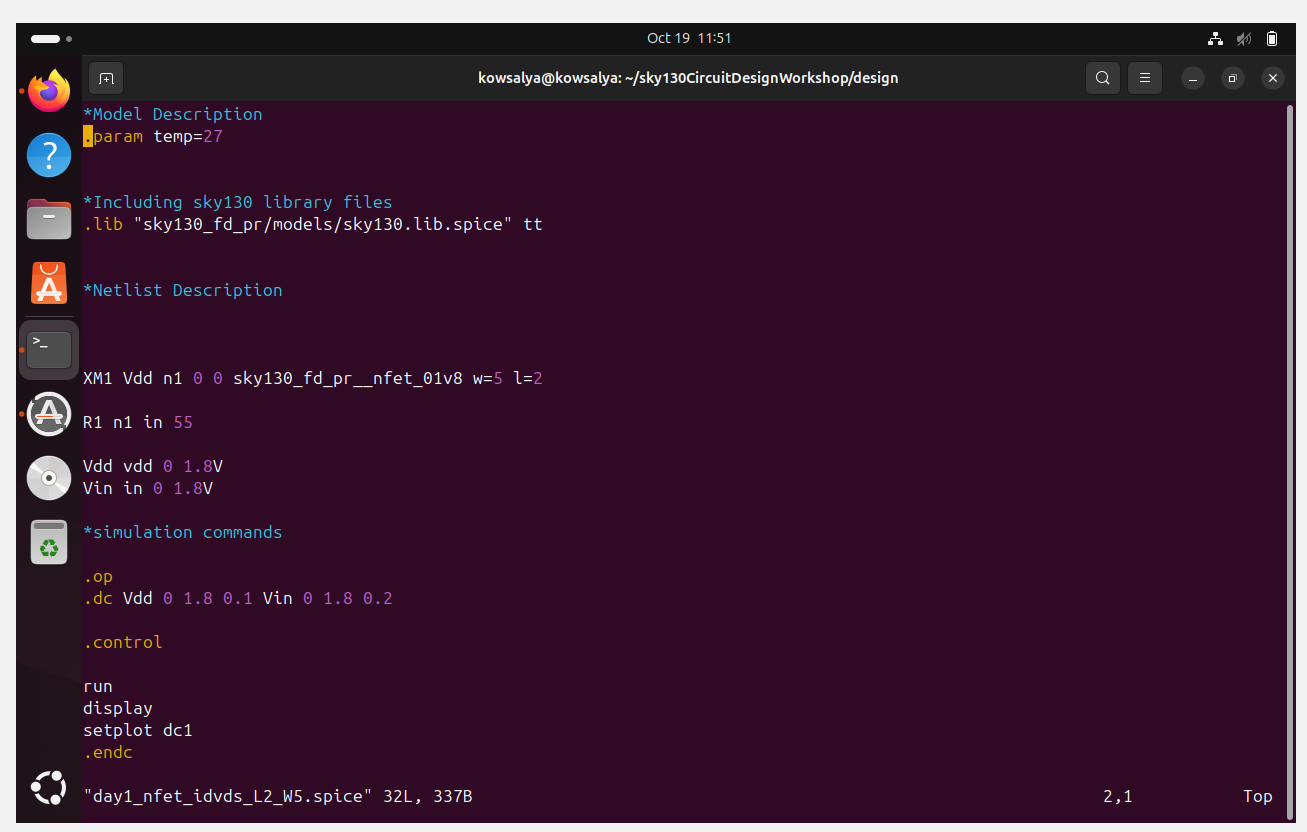 Oct 19 11:51
kowsalya@kowsalya: ~/sky130CircuitDesignWorkshop/design
*Model Description
.param temp=27
*Including sky130 library files
.lib "sky130_fd_pr/models/sky130.lib.spice" tt
*Netlist Description
XM1 Vdd n1 0 0 sky130_fd_pr__nfet_01v8 w=5 l=2
R1 n1 in 55
Vdd vdd 0 1.8V
Vin in 0 1.8V
*simulation commands
.op
.dc Vdd 0 1.8 0.1 Vin 0 1.8 0.2
.control
run
display
setplot dc1
.endc
"day1_nfet_idvds_L2_W5.spice" 32L, 337B 2,1 Top